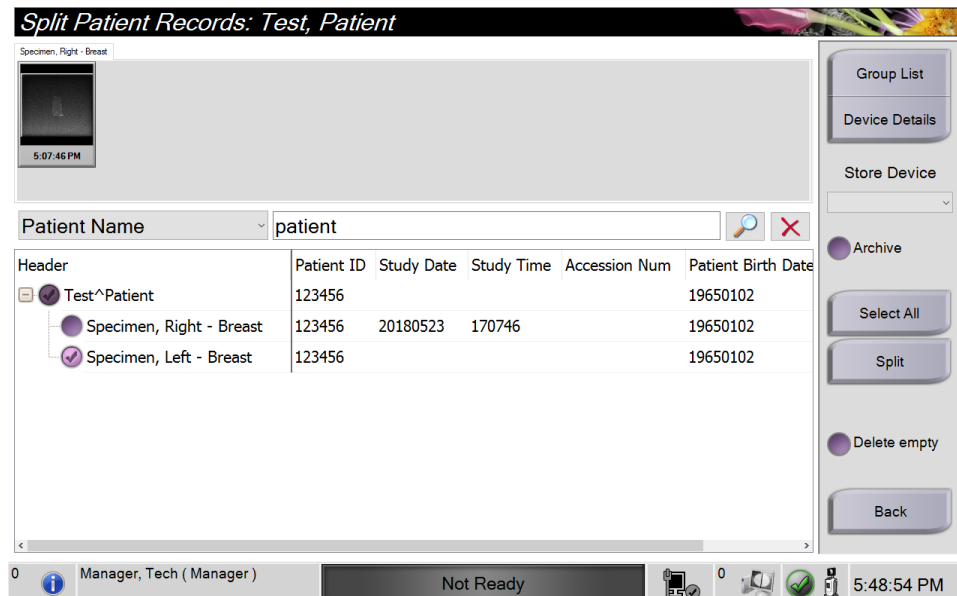 Split Patient Records: Test, Patient
Specimen, Right - Breast
5:07:46 PM
Group List
Device Details
Store Device
Archive
Select All
Split
Delete empty
Back
Patient Name patient
Header Patient ID Study Date Study Time Accession Num Patient Birth Date
Test^Patient 123456 19650102
Specimen, Right - Breast 123456 20180523 170746 19650102
Specimen, Left - Breast 123456 19650102
0 Manager, Tech ( Manager ) Not Ready 0 5:48:54 PM